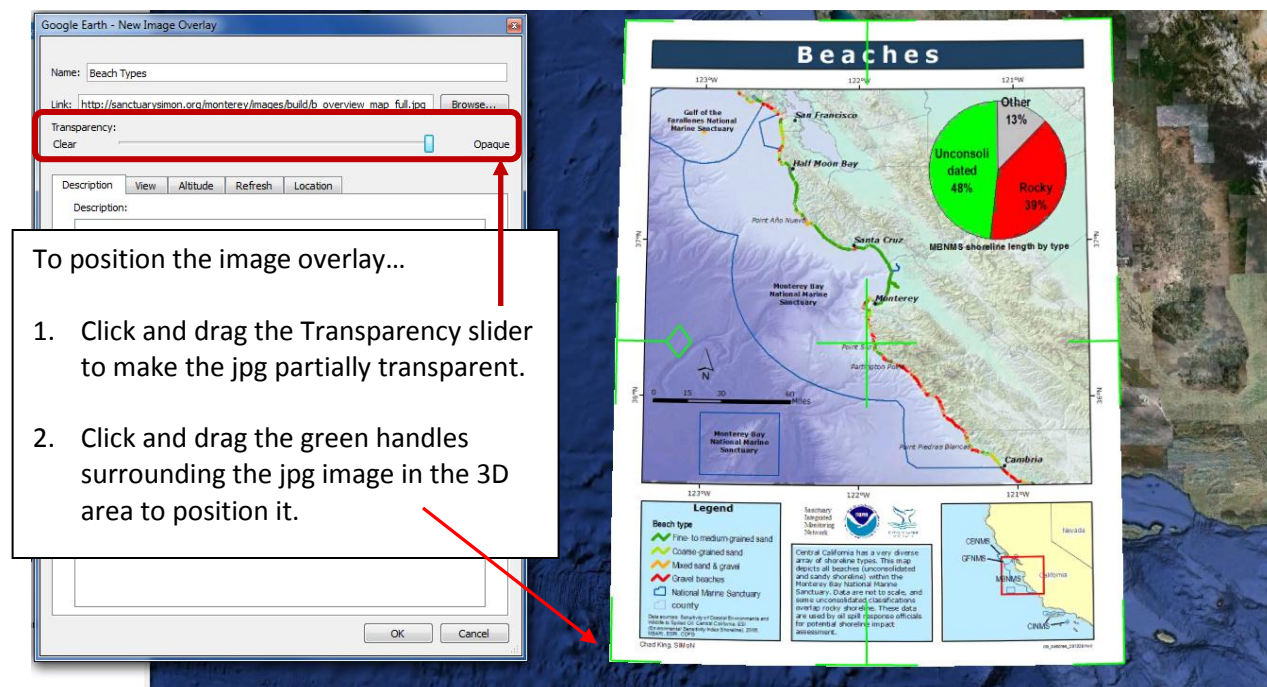 Google Earth - New Image Overlay
Name: Beach Types
Link: http://sanctuarysimon.org/monterey/images/build/b_overview_map_full.jpg Browse...
Transparency:
Clear Opaque
Description View Altitude Refresh Location
Description:
To position the image overlay…
1. Click and drag the Transparency slider
to make the jpg partially transparent.
2. Click and drag the green handles
surrounding the jpg image in the 3D
area to position it.
OK Cancel
Beaches
123°W 122°W 121°W
Gulf of the
Farallones National
Marine Sanctuary
San Francisco
Half Moon Bay
Point Año Nuevo
Santa Cruz
Monterey Bay
National Marine
Sanctuary
Monterey
Point Sur
Partington Point
N
0 15 30 60
Miles
Monterey Bay
National Marine
Sanctuary
Point Piedras Blancas
Cambria
Other
13%
Unconsoli
dated
48%
Rocky
39%
MBNMS shoreline length by type
37°N 37°N
36°N 36°N
123°W 122°W 121°W
Legend
Beach type
Fine- to medium-grained sand
Coarse-grained sand
Mixed sand & gravel
Gravel beaches
National Marine Sanctuary
county
Chad King, SIMoN
Sanctuary
Integrated
Monitoring
Network
Central California has a very diverse
array of shoreline types. This map
depicts all beaches (unconsolidated
and sandy shoreline) within the
Monterey Bay National Marine
Sanctuary. Data are not to scale, and
some unconsolidated classifications
overlap rocky shoreline. These data
are used by oil spill response officials
for potential shoreline impact
assessment.
CBNMS
GFNMS
MBNMS
CINMS
Nevada
California